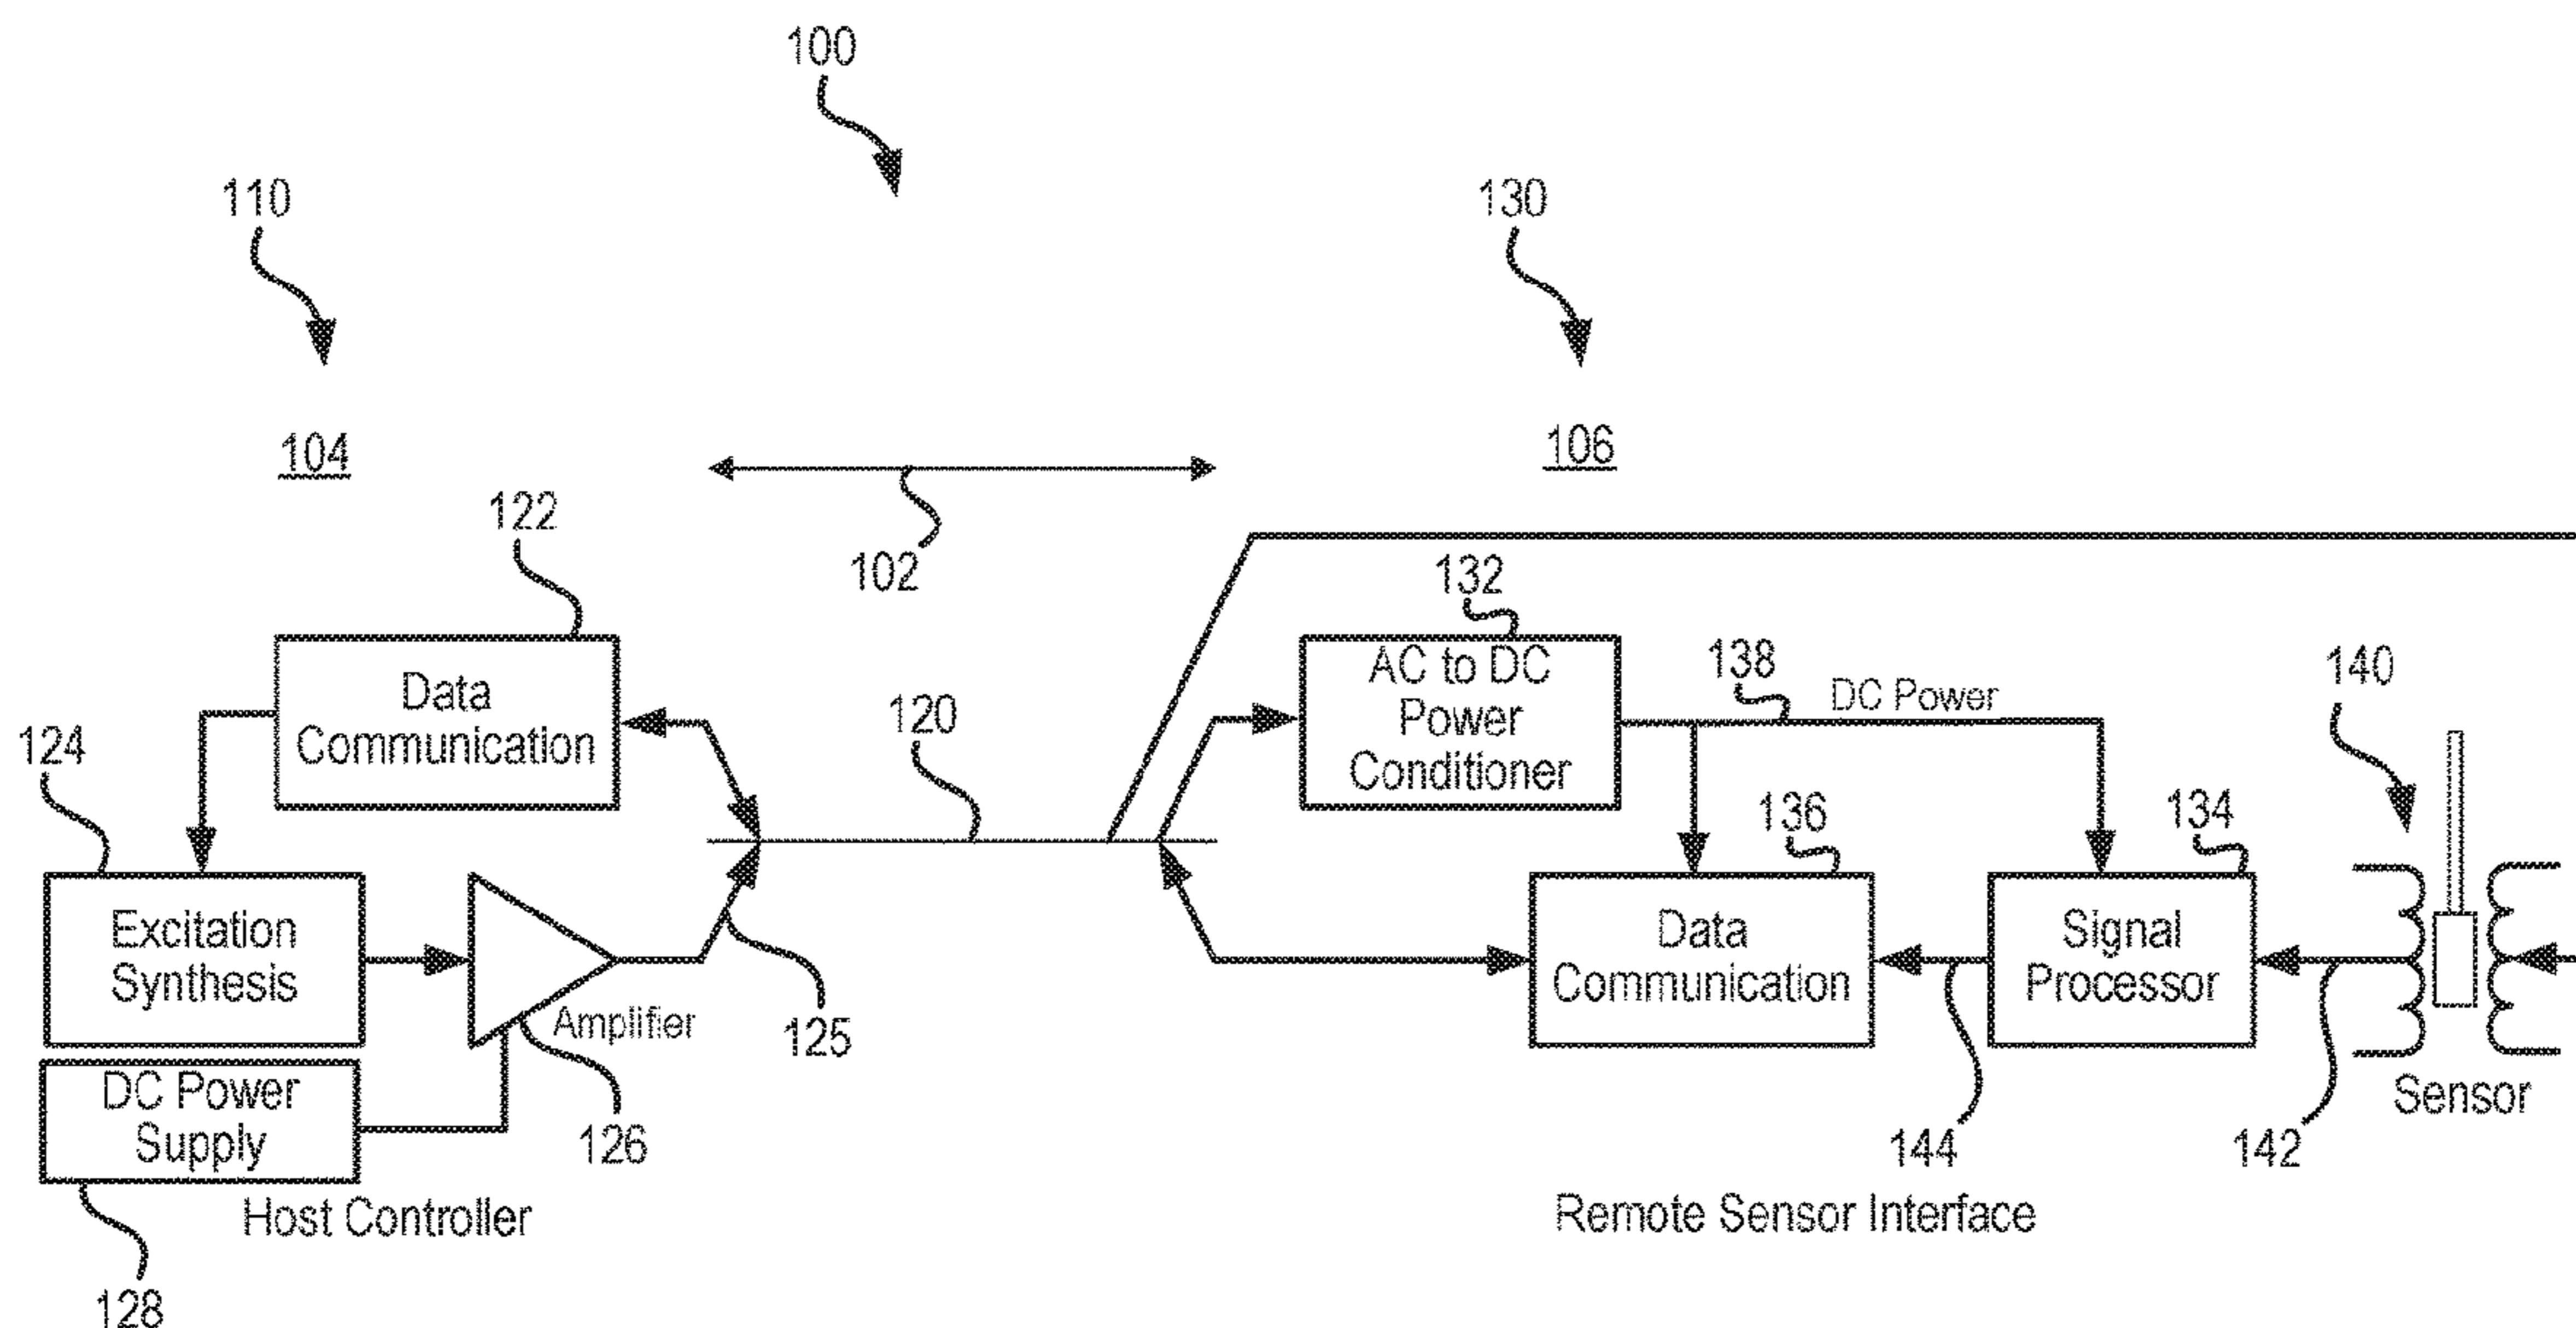 100
110
130
104
106
122
102
132
Data
Communication
124
120
AC to DC
Power
Conditioner
138
DC Power
140
136
134
Excitation
Synthesis
Amplifier
125
Data
Communication
Signal
Processor
DC Power
Supply
126
144
142
Sensor
Host Controller
Remote Sensor Interface
128